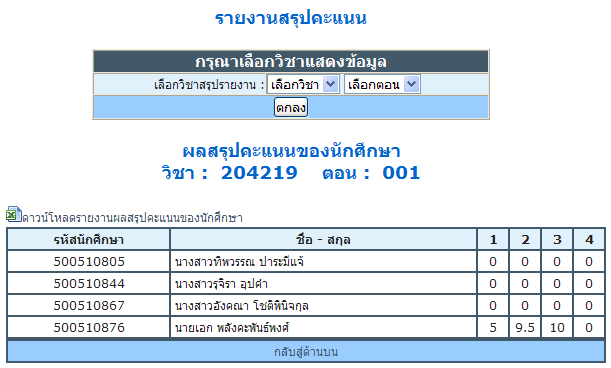 รายงานสรุปคะแนน
กรุณาเลือกวิชาแสดงข้อมูล
เลือกวิชาสรุปรายงาน : เลือกวิชา เลือกตอน
ตกลง
ผลสรุปคะแนนของนักศึกษา
วิชา : 204219 ตอน : 001
ดาวน์โหลดรายงานผลสรุปคะแนนของนักศึกษา
รหัสนักศึกษา ชื่อ - สกุล 1 2 3 4
500510805 นางสาวทิพวรรณ ปาระมีแจ้ 0 0 0 0
500510844 นางสาวรุจิรา อุปคำ 0 0 0 0
500510867 นางสาวอังคณา โชติพินิจกุล 0 0 0 0
500510876 นายเอก พลังคะพันธ์พงศ์ 5 9.5 10 0
กลับสู่ด้านบน